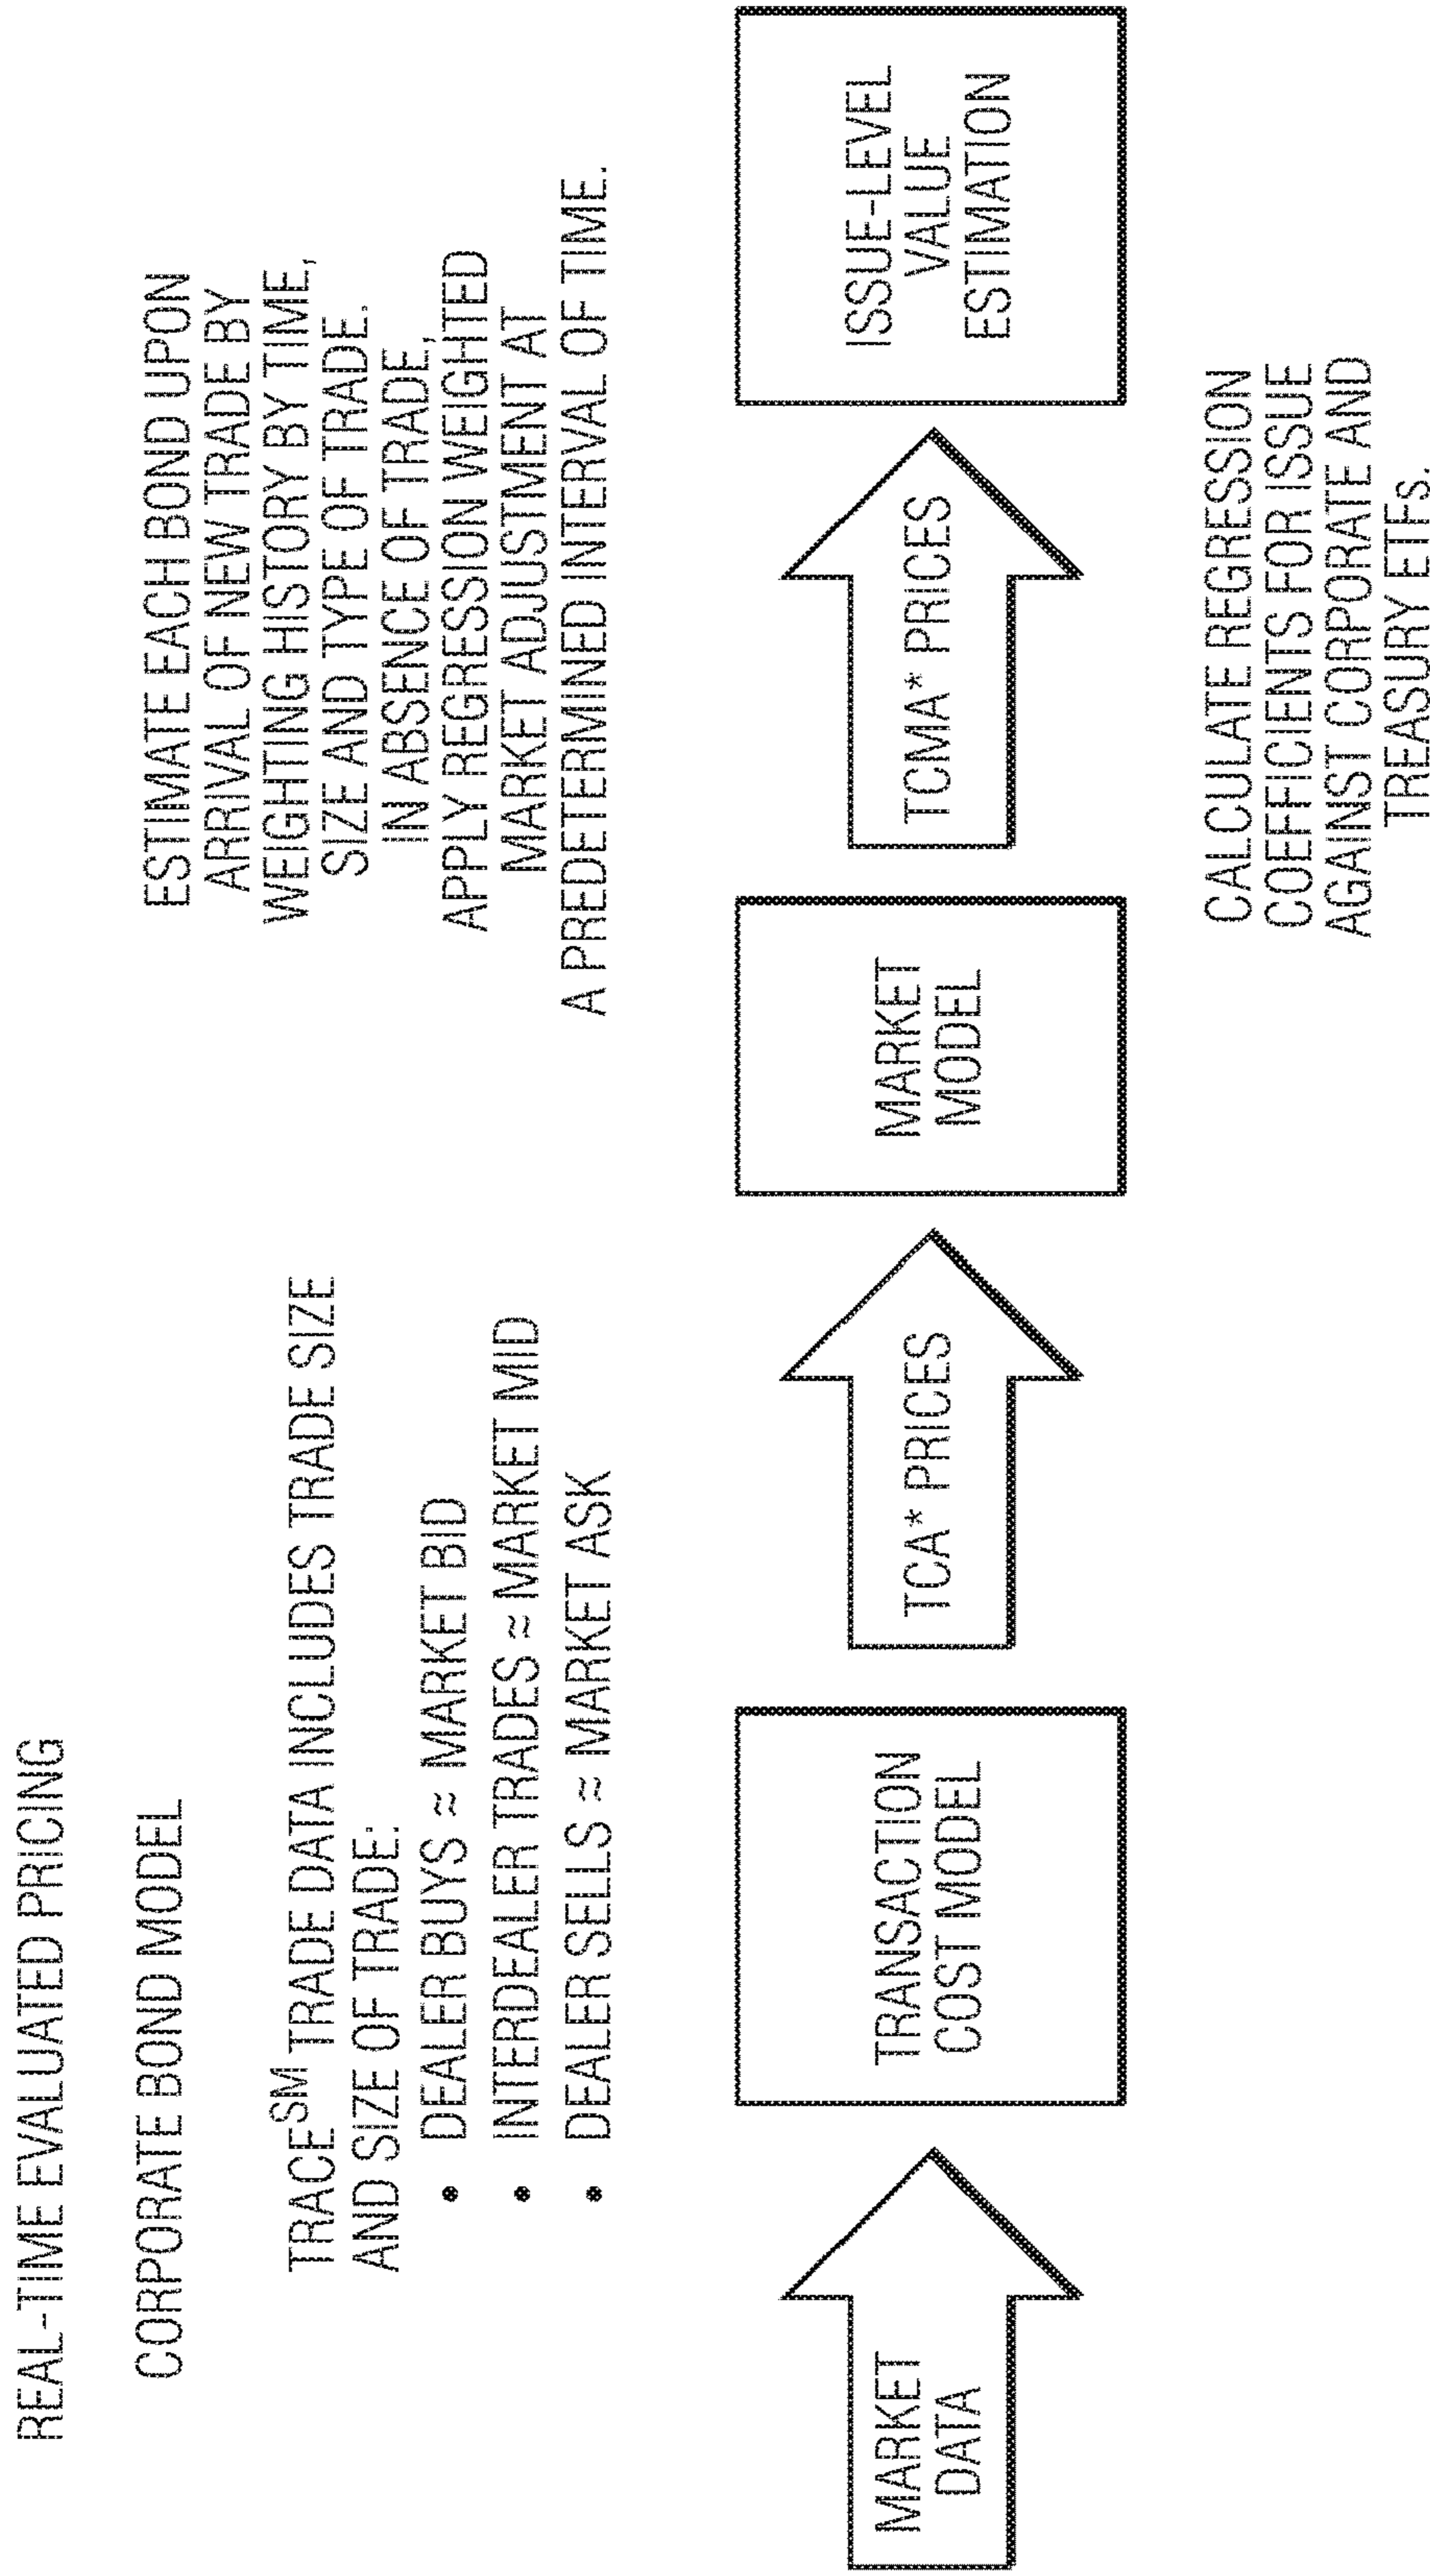 REAL-TIME EVALUATED PRICING
CORPORATE BOND MODEL
TRACE℠ TRADE DATA INCLUDES TRADE SIZE
AND SIZE OF TRADE:
• DEALER BUYS ≈ MARKET BID
• INTERDEALER TRADES ≈ MARKET MID
• DEALER SELLS ≈ MARKET ASK
ESTIMATE EACH BOND UPON
ARRIVAL OF NEW TRADE BY
WEIGHTING HISTORY BY TIME,
SIZE AND TYPE OF TRADE.
IN ABSENCE OF TRADE,
APPLY REGRESSION WEIGHTED
MARKET ADJUSTMENT AT
A PREDETERMINED INTERVAL OF TIME.
MARKET
DATA
TRANSACTION
COST MODEL
TCA* PRICES
MARKET
MODEL
TCMA* PRICES
ISSUE-LEVEL
VALUE
ESTIMATION
CALCULATE REGRESSION
COEFFICIENTS FOR ISSUE
AGAINST CORPORATE AND
TREASURY ETFs.